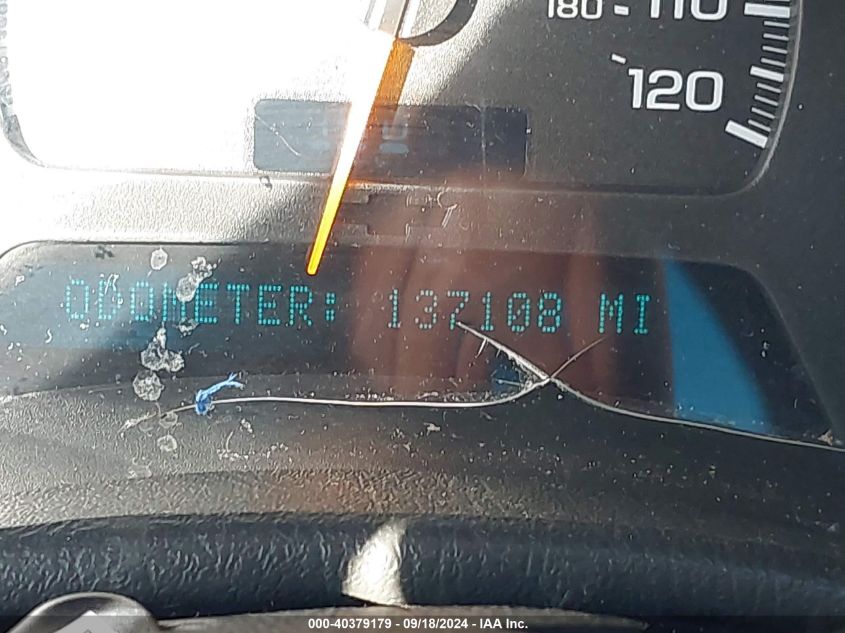 180 110
120
ODOMETER: 137108 MI
000-40379179 - 09/18/2024 - IAA Inc.